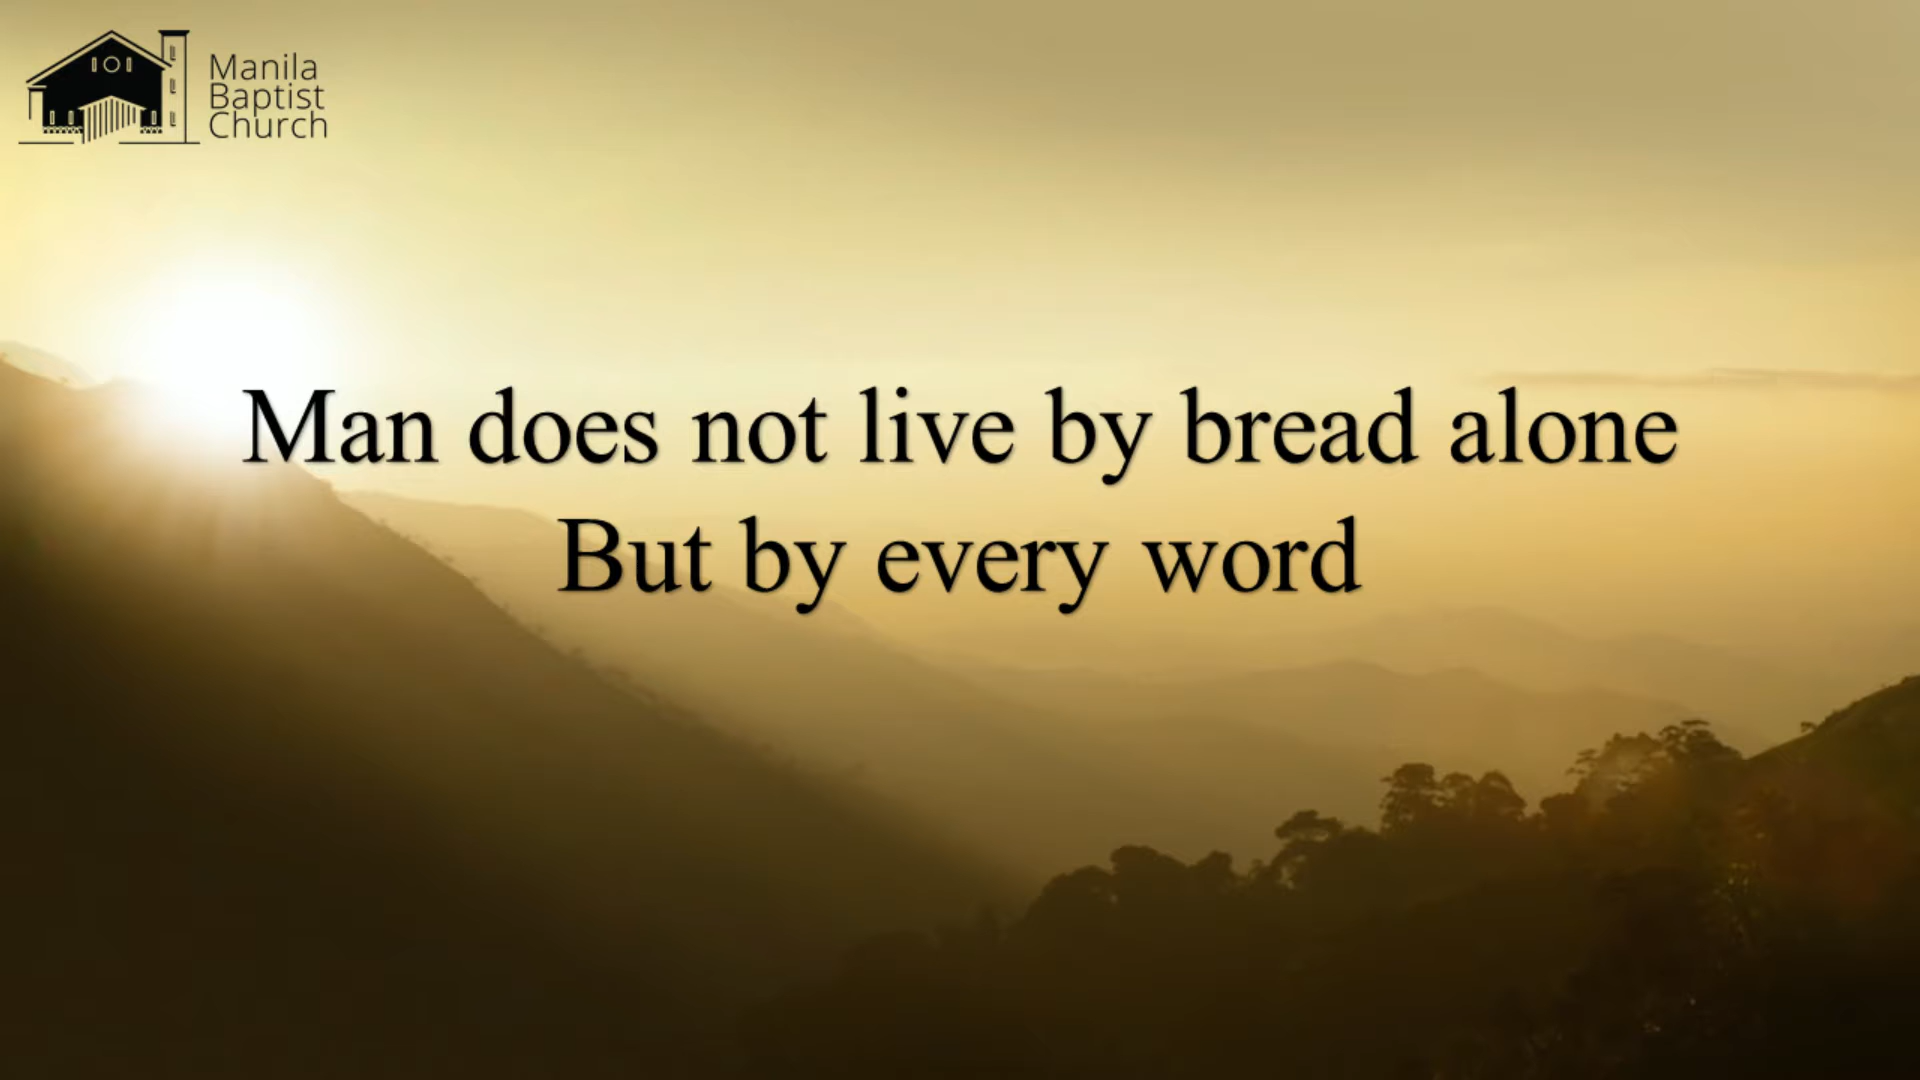 Manila
Baptist
Church
Man does not live by bread alone
But by every word